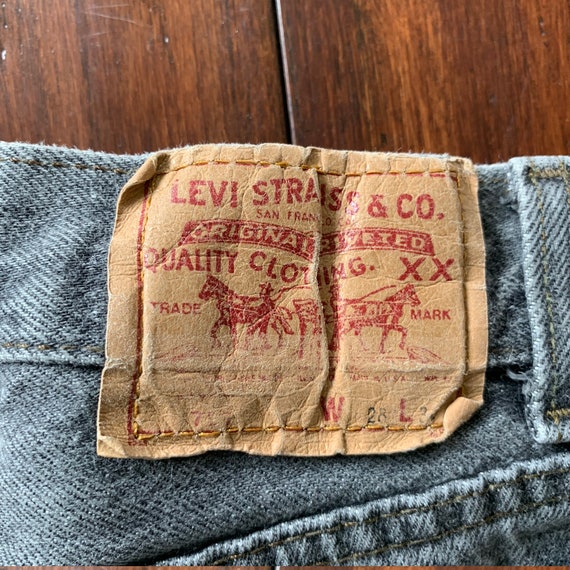 LEVI STRAUSS & CO.
SAN FRANCISCO
ORIGINAL RIVETED
QUALITY CLOTHING. XX
TRADE MARK
W 28 L